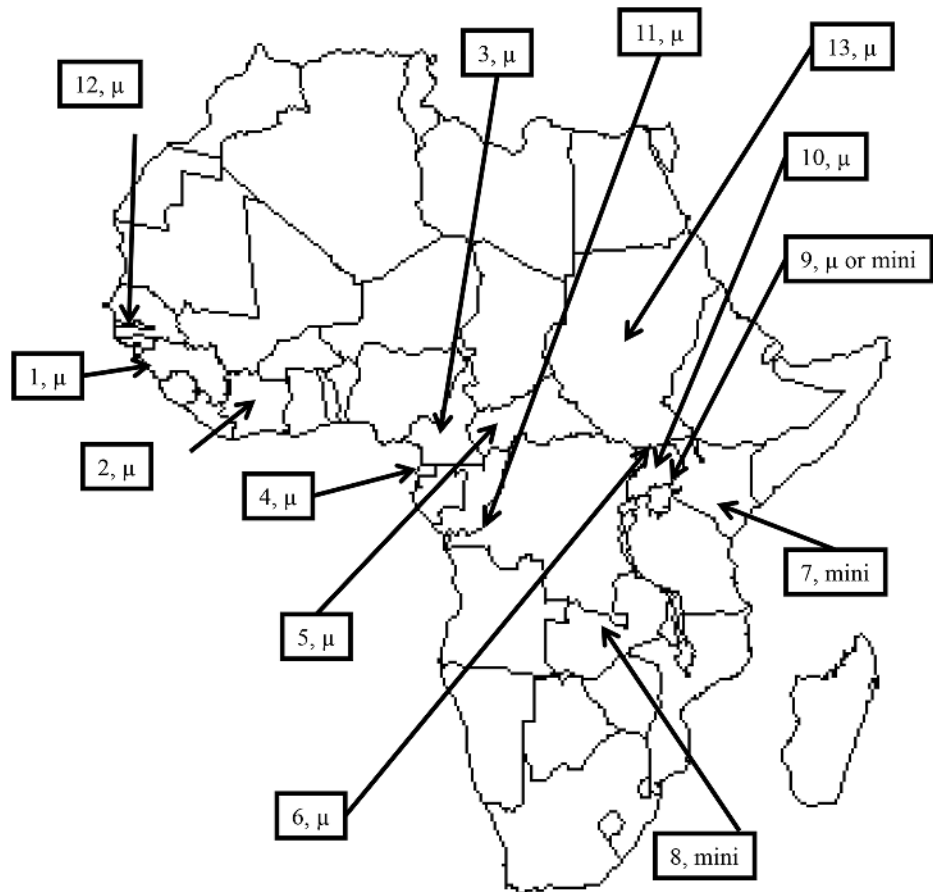 11, μ
3, μ
13, μ
12, μ
10, μ
9, μ or mini
1, μ
2, μ
4, μ
7, mini
5, μ
6, μ
8, mini